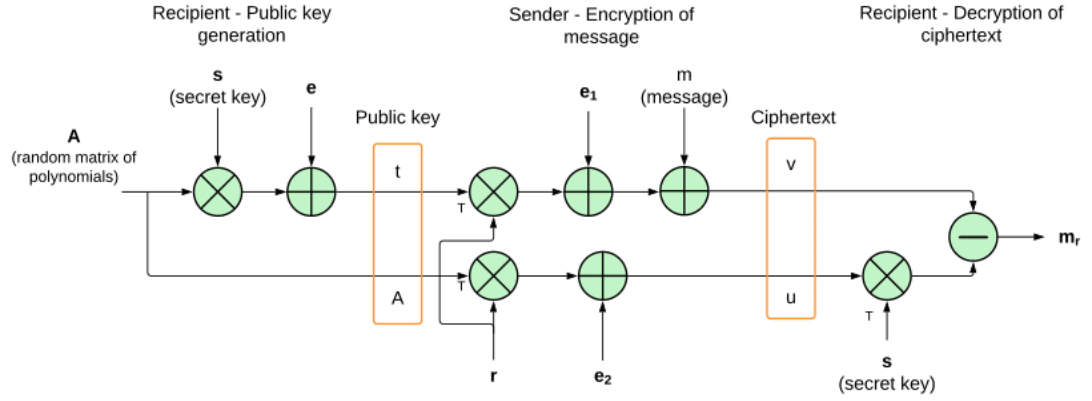 Recipient - Public key
generation
Sender - Encryption of
message
Recipient - Decryption of
ciphertext
s
(secret key)
e
A
(random matrix of
polynomials)
Public key
t
A
e1
m
(message)
T
T
r
e2
Ciphertext
v
u
T
s
(secret key)
mr